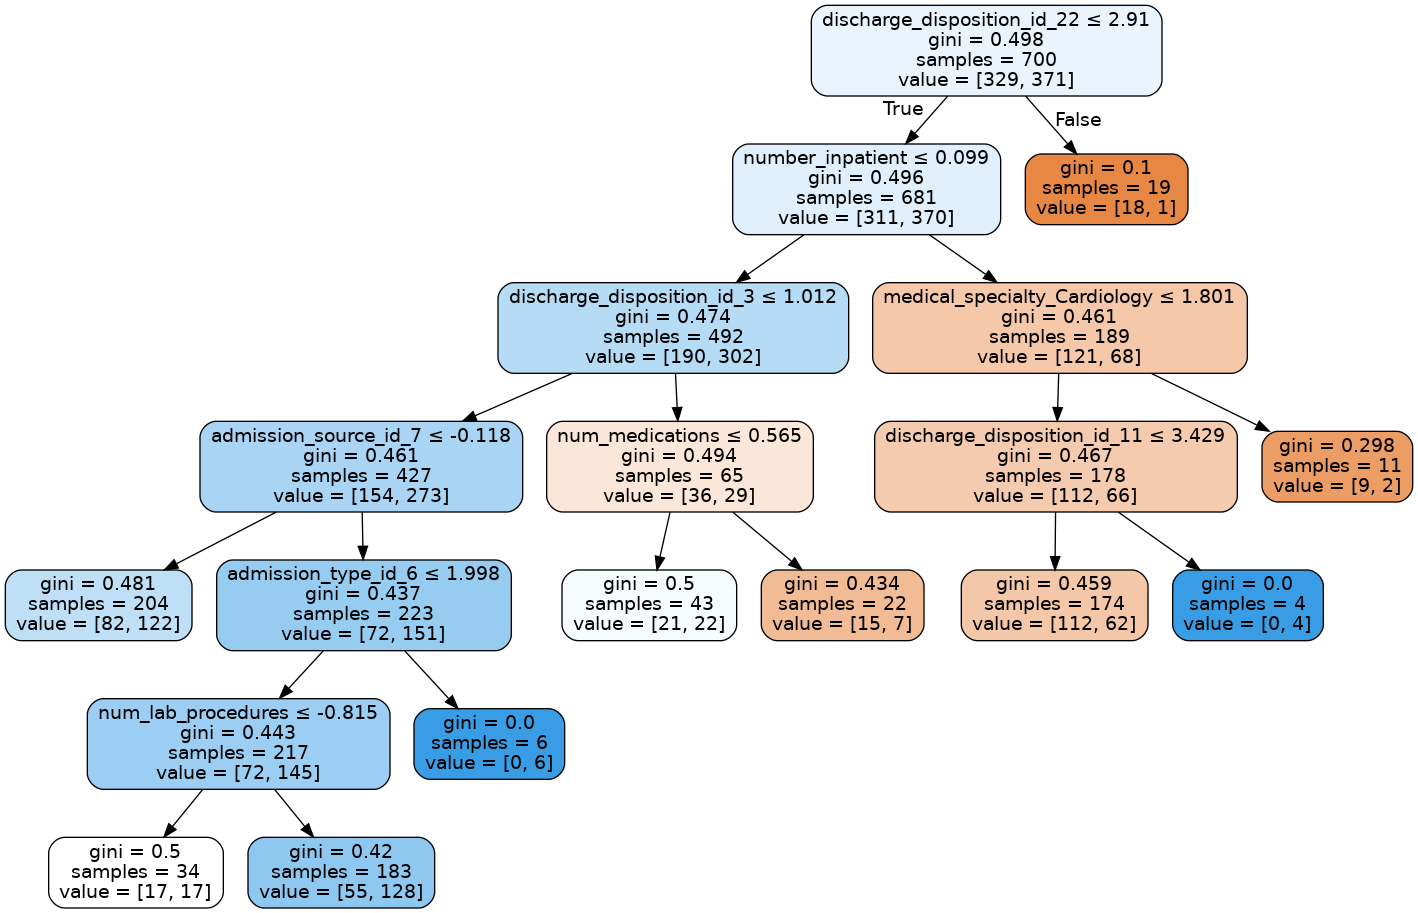 discharge_disposition_id_22 ≤ 2.91
gini = 0.498
samples = 700
value = [329, 371]
True
False
number_inpatient ≤ 0.099
gini = 0.496
samples = 681
value = [311, 370]
gini = 0.1
samples = 19
value = [18, 1]
discharge_disposition_id_3 ≤ 1.012
gini = 0.474
samples = 492
value = [190, 302]
medical_specialty_Cardiology ≤ 1.801
gini = 0.461
samples = 189
value = [121, 68]
admission_source_id_7 ≤ -0.118
gini = 0.461
samples = 427
value = [154, 273]
num_medications ≤ 0.565
gini = 0.494
samples = 65
value = [36, 29]
discharge_disposition_id_11 ≤ 3.429
gini = 0.467
samples = 178
value = [112, 66]
gini = 0.298
samples = 11
value = [9, 2]
gini = 0.481
samples = 204
value = [82, 122]
admission_type_id_6 ≤ 1.998
gini = 0.437
samples = 223
value = [72, 151]
gini = 0.5
samples = 43
value = [21, 22]
gini = 0.434
samples = 22
value = [15, 7]
gini = 0.459
samples = 174
value = [112, 62]
gini = 0.0
samples = 4
value = [0, 4]
num_lab_procedures ≤ -0.815
gini = 0.443
samples = 217
value = [72, 145]
gini = 0.0
samples = 6
value = [0, 6]
gini = 0.5
samples = 34
value = [17, 17]
gini = 0.42
samples = 183
value = [55, 128]